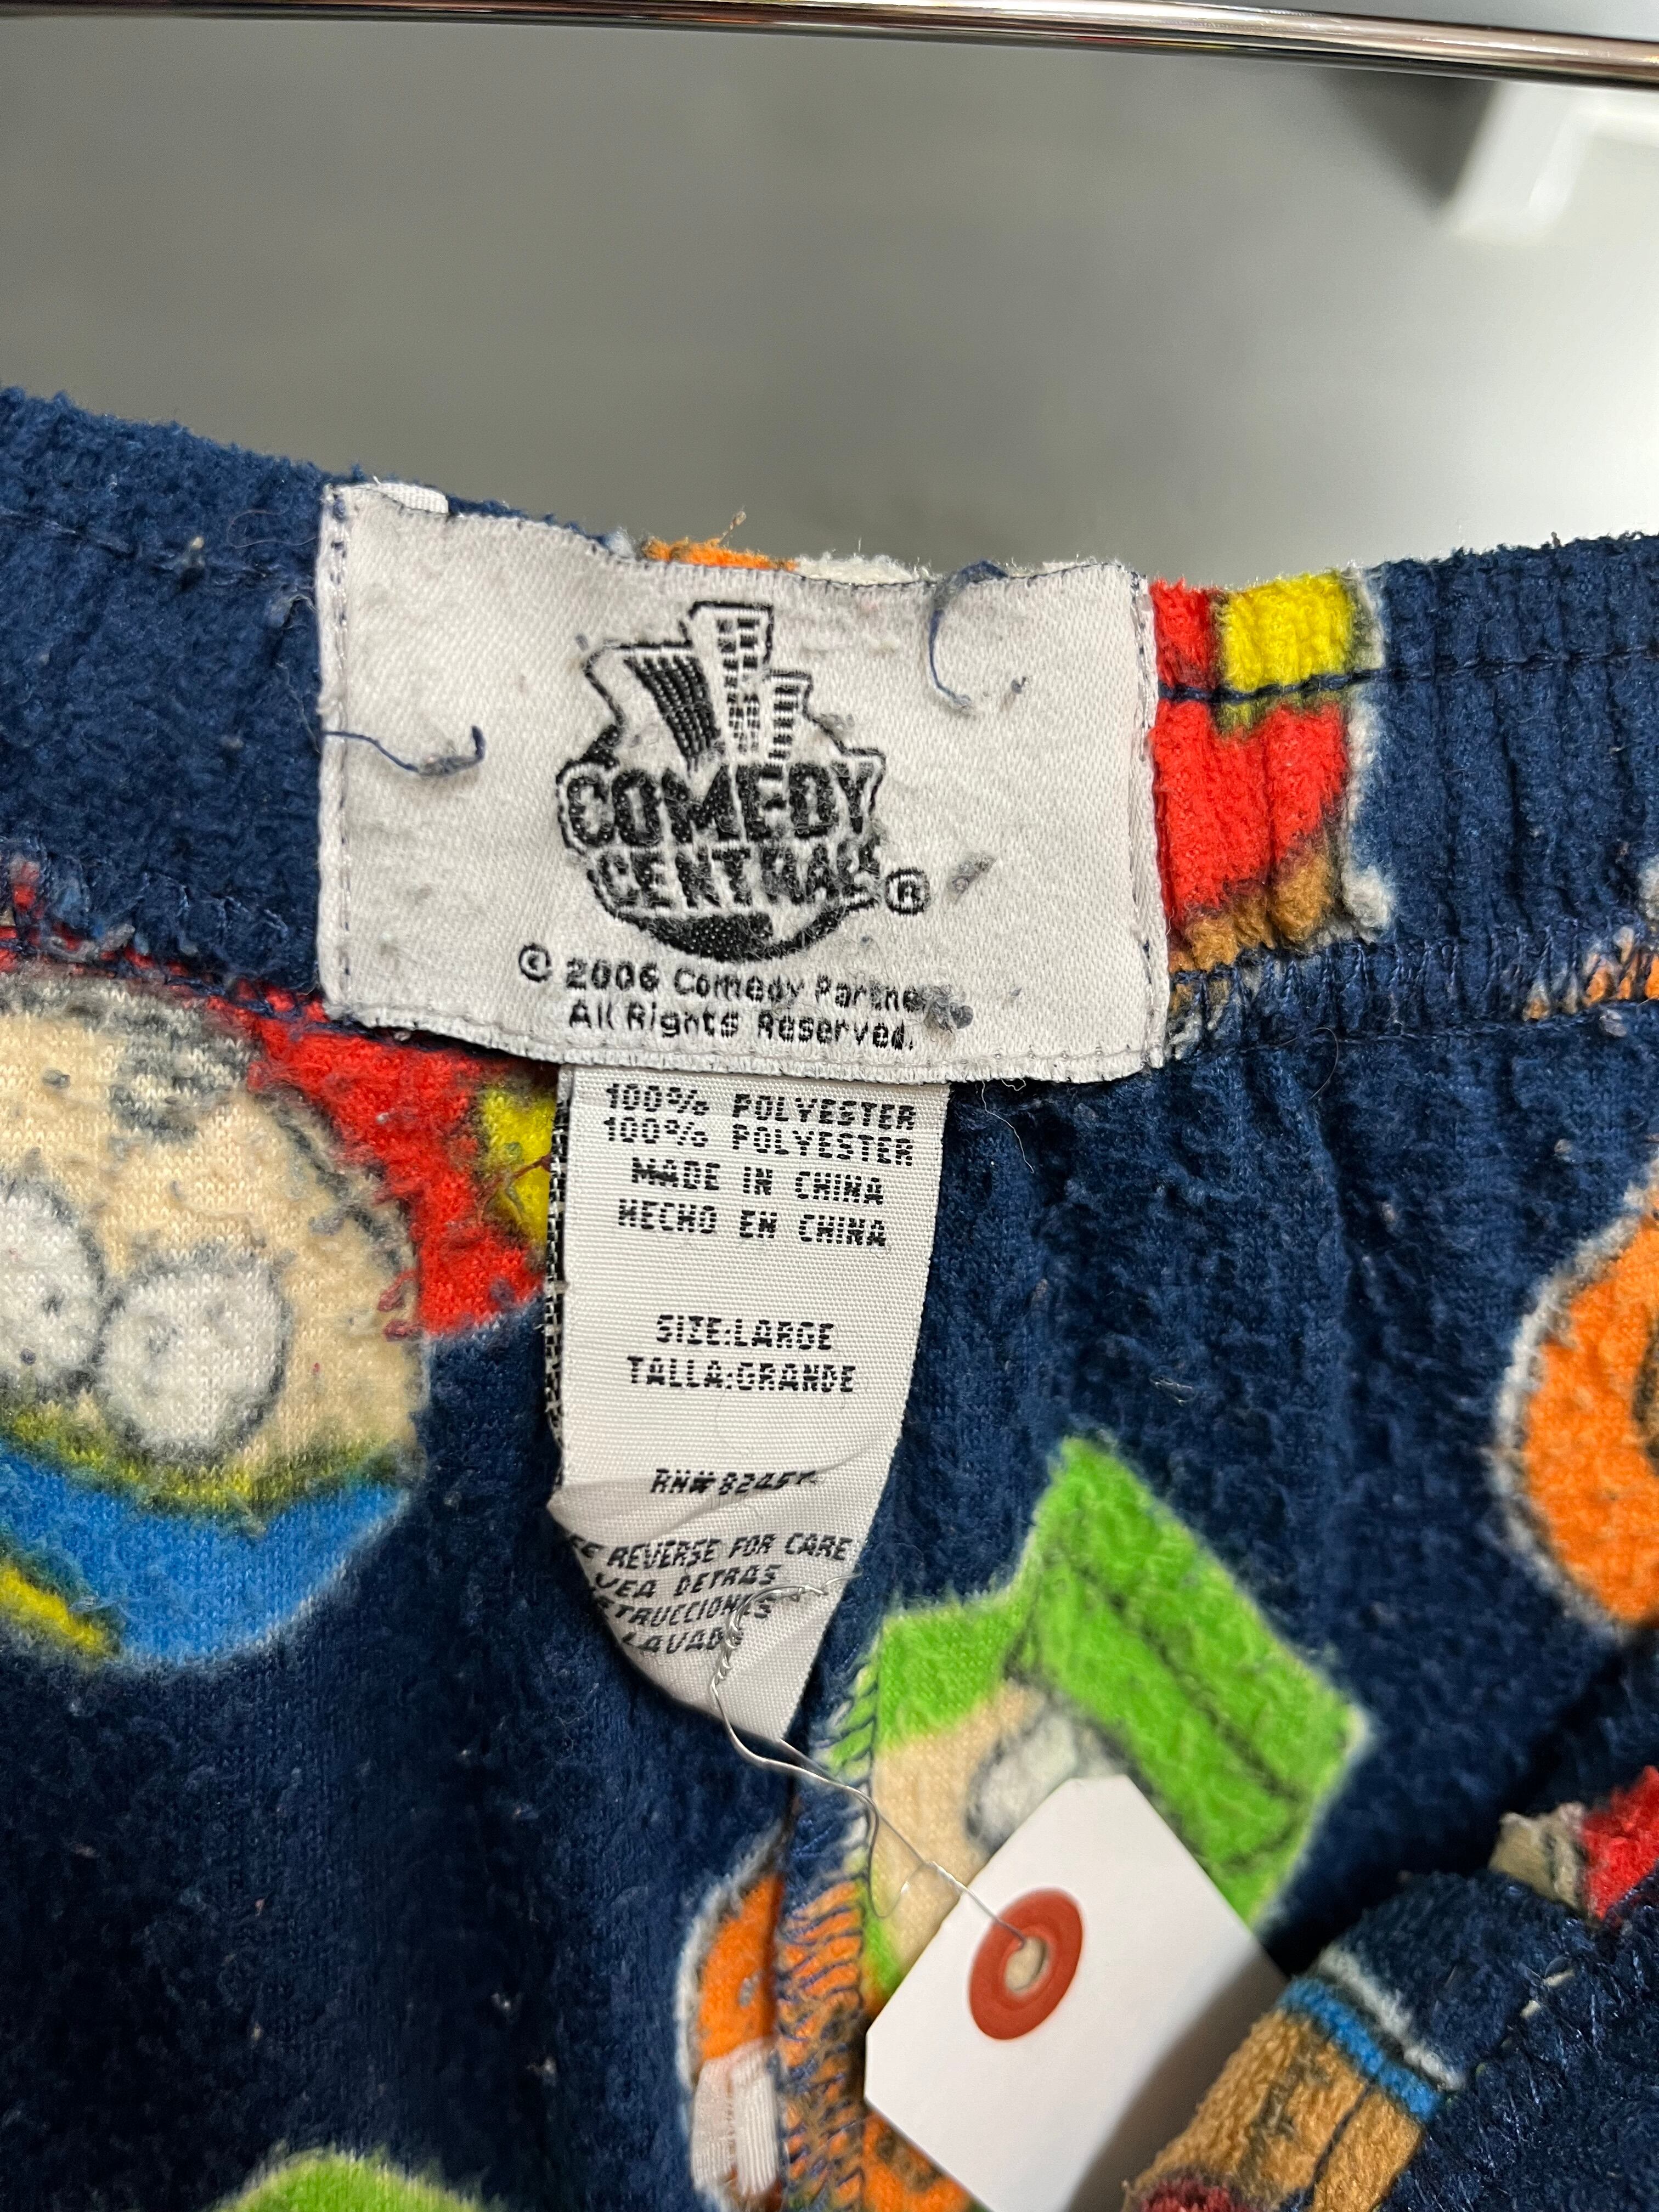 COMEDY
CENTRAL®
© 2006 Comedy
All Rights Reserved.
100% POLYESTER
100% POLYESTER
MADE IN CHINA
HECHO EN CHINA
SIZE:LARGE
TALLA:GRANDE
RN#
REVERSE FOR CARE
VEA DETRAS